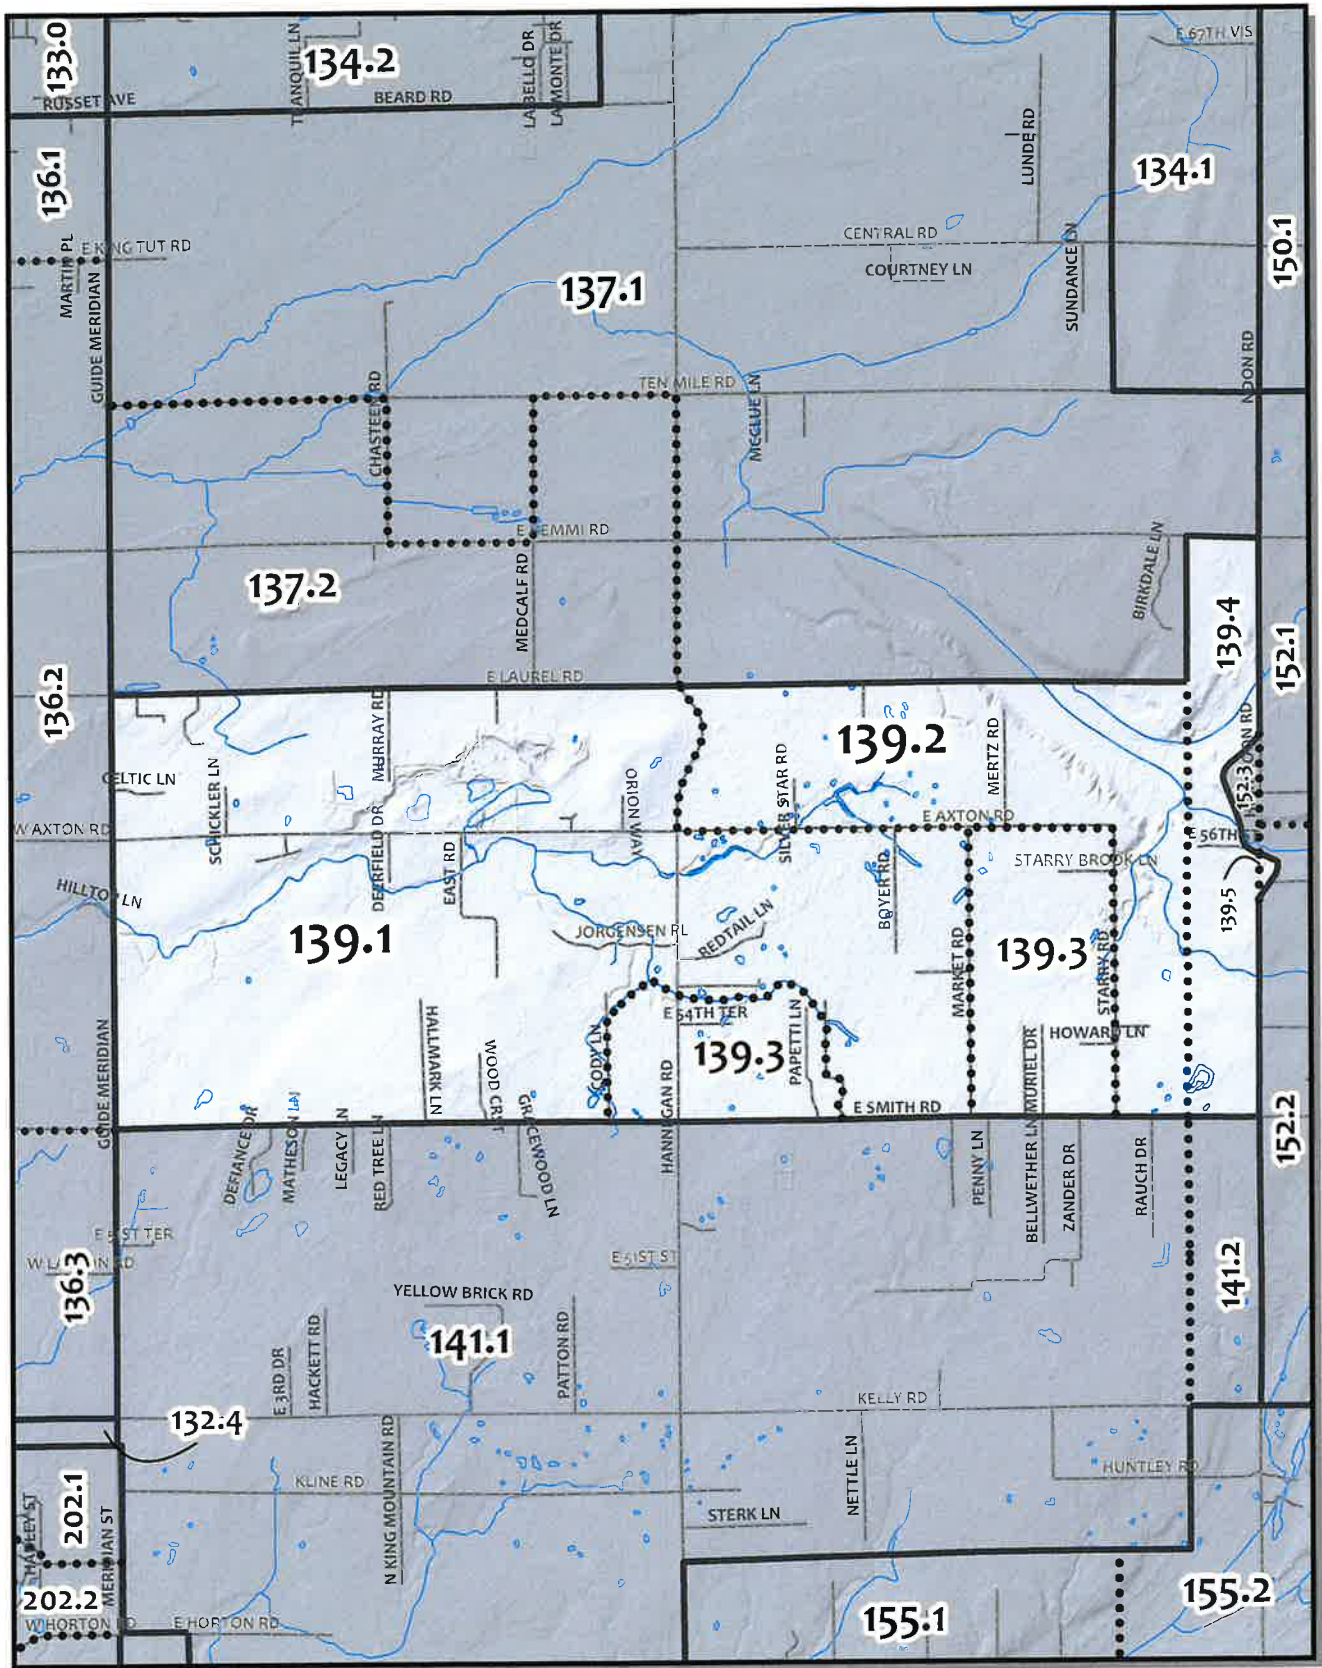 133.0
134.2
TRANQUIL LN
LABELLO DR
LAMONTE DR
RUSSET AVE
BEARD RD
E 67TH VIS
LUNDE RD
134.1
136.1
MARTIN PL
E KING TUT RD
GUIDE MERIDIAN
137.1
CENTRAL RD
COURTNEY LN
SUNDANCE LN
150.1
CHASTEEN RD
TEN MILE RD
MCCLUE LN
NOON RD
E HEMMI RD
137.2
MEDCALF RD
BIRKDALE LN
139.4
152.1
136.2
E LAUREL RD
MURRAY RD
139.2
MERTZ RD
NOON RD
CELTIC LN
SCHICKLER LN
ORION WAY
SILVER STAR RD
152.3
W AXTON RD
DEERFIELD DR
E AXTON RD
E 56TH
EAST RD
BOYER RD
STARRY BROOK LN
HILLTOP LN
139.5
139.1
JORGENSEN PL
REDTAIL LN
MARKET RD
139.3
STARRY RD
GUIDE MERIDIAN
HALLMARK LN
WOOD CRT
CODY LN
E 54TH TER
139.3
PAPETTI LN
HOWARD LN
MURIEL DR
HANNEGAN RD
E SMITH RD
DEFIANCE DR
MATHESON LN
LEGACY LN
RED TREE LN
GRACEWOOD LN
PENNY LN
BELLWETHER LN
ZANDER DR
RAUCH DR
152.2
E 51ST TER
136.3
E 51ST ST
141.2
YELLOW BRICK RD
141.1
E 3RD DR
HACKETT RD
PATTON RD
KELLY RD
132.4
N KING MOUNTAIN RD
NETTLE LN
HUNTLEY RD
KLINE RD
202.1
STERK LN
MERIDIAN ST
202.2
W HORTON RD
E HORTON RD
155.1
155.2